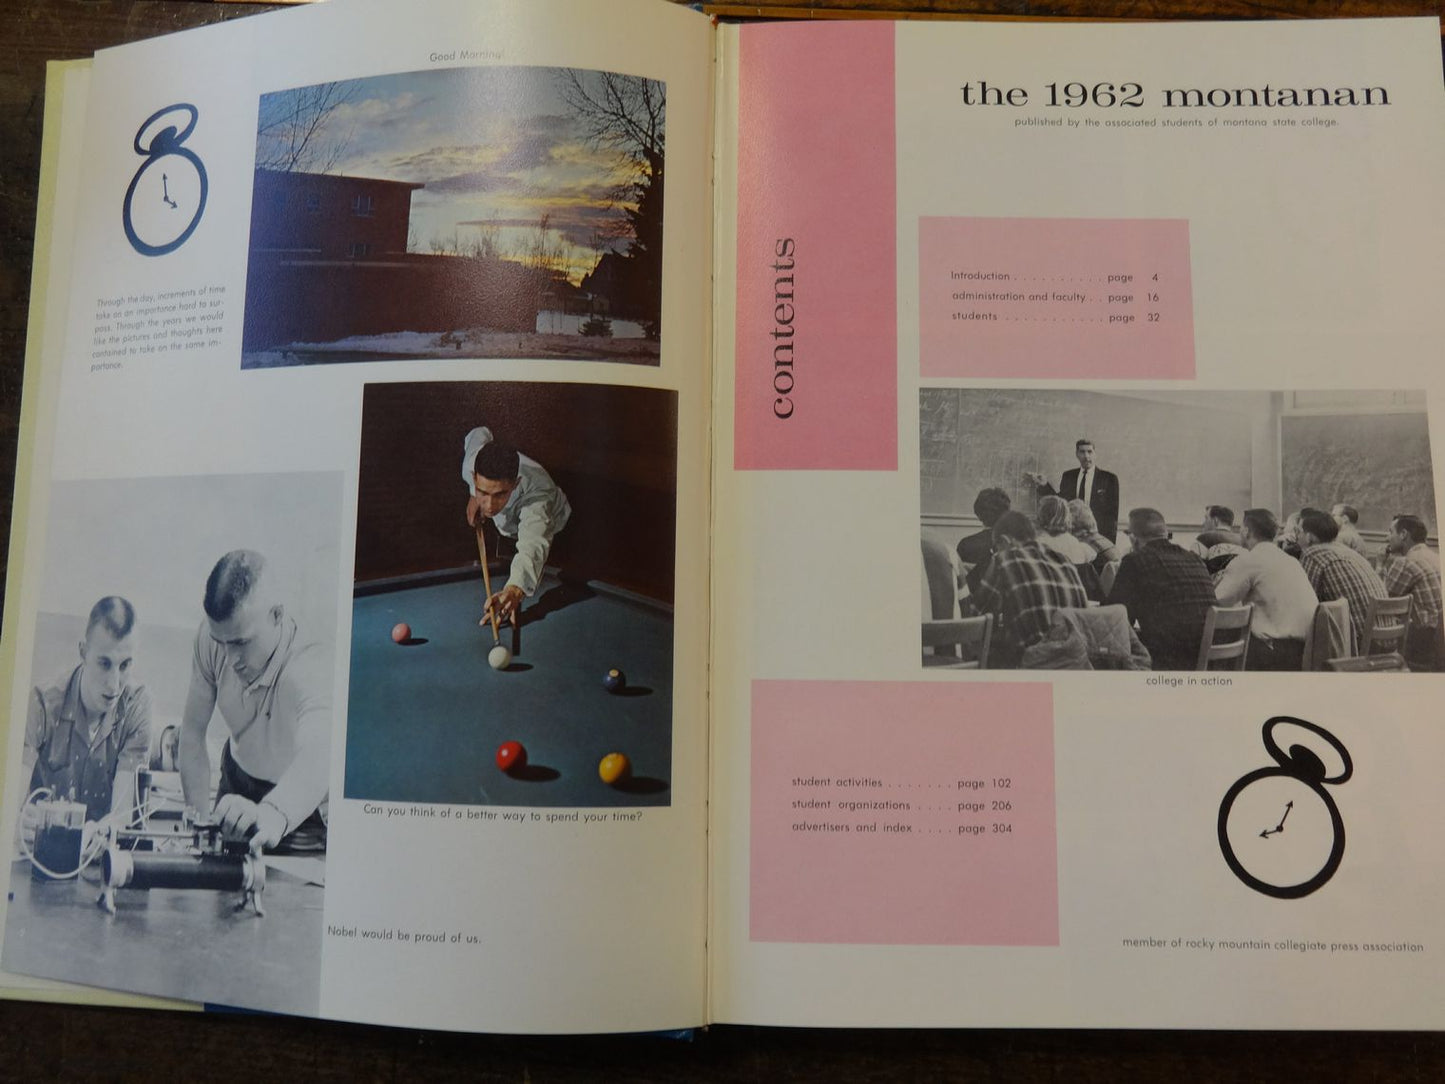 Good Morning!
Through the day, increments of time
take on an importance hard to sur-
pass. Through the years we would
like the pictures and thoughts here
contained to take on the same im-
portance.
Can you think of a better way to spend your time?
Nobel would be proud of us.
contents
the 1962 montanan
published by the associated students of montana state college.
Introduction . . . . . . . . . . page 4
administration and faculty . . page 16
students . . . . . . . . . . . page 32
college in action
student activities . . . . . . . page 102
student organizations . . . . page 206
advertisers and index . . . . page 304
member of rocky mountain collegiate press association